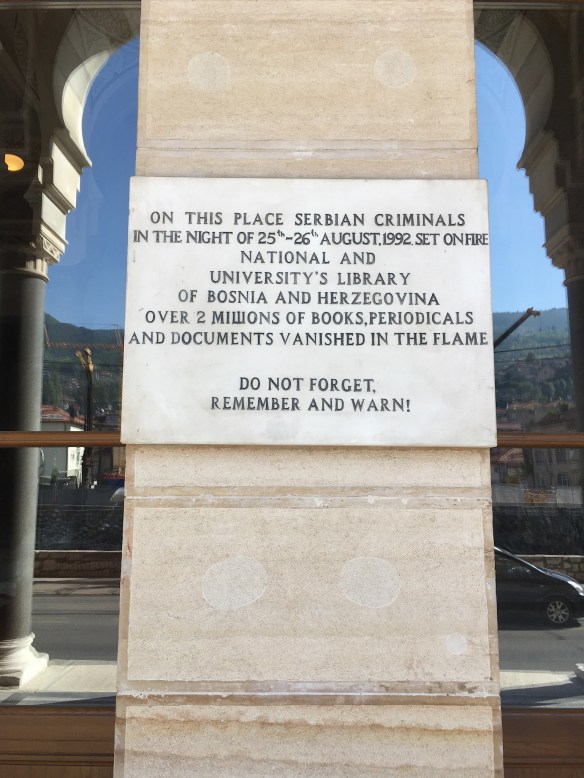 ON THIS PLACE SERBIAN CRIMINALS
IN THE NIGHT OF 25th-26th AUGUST,1992. SET ON FIRE
NATIONAL AND
UNIVERSITY'S LIBRARY
OF BOSNIA AND HERZEGOVINA
OVER 2 MILLIONS OF BOOKS,PERIODICALS
AND DOCUMENTS VANISHED IN THE FLAME
DO NOT FORGET,
REMEMBER AND WARN!